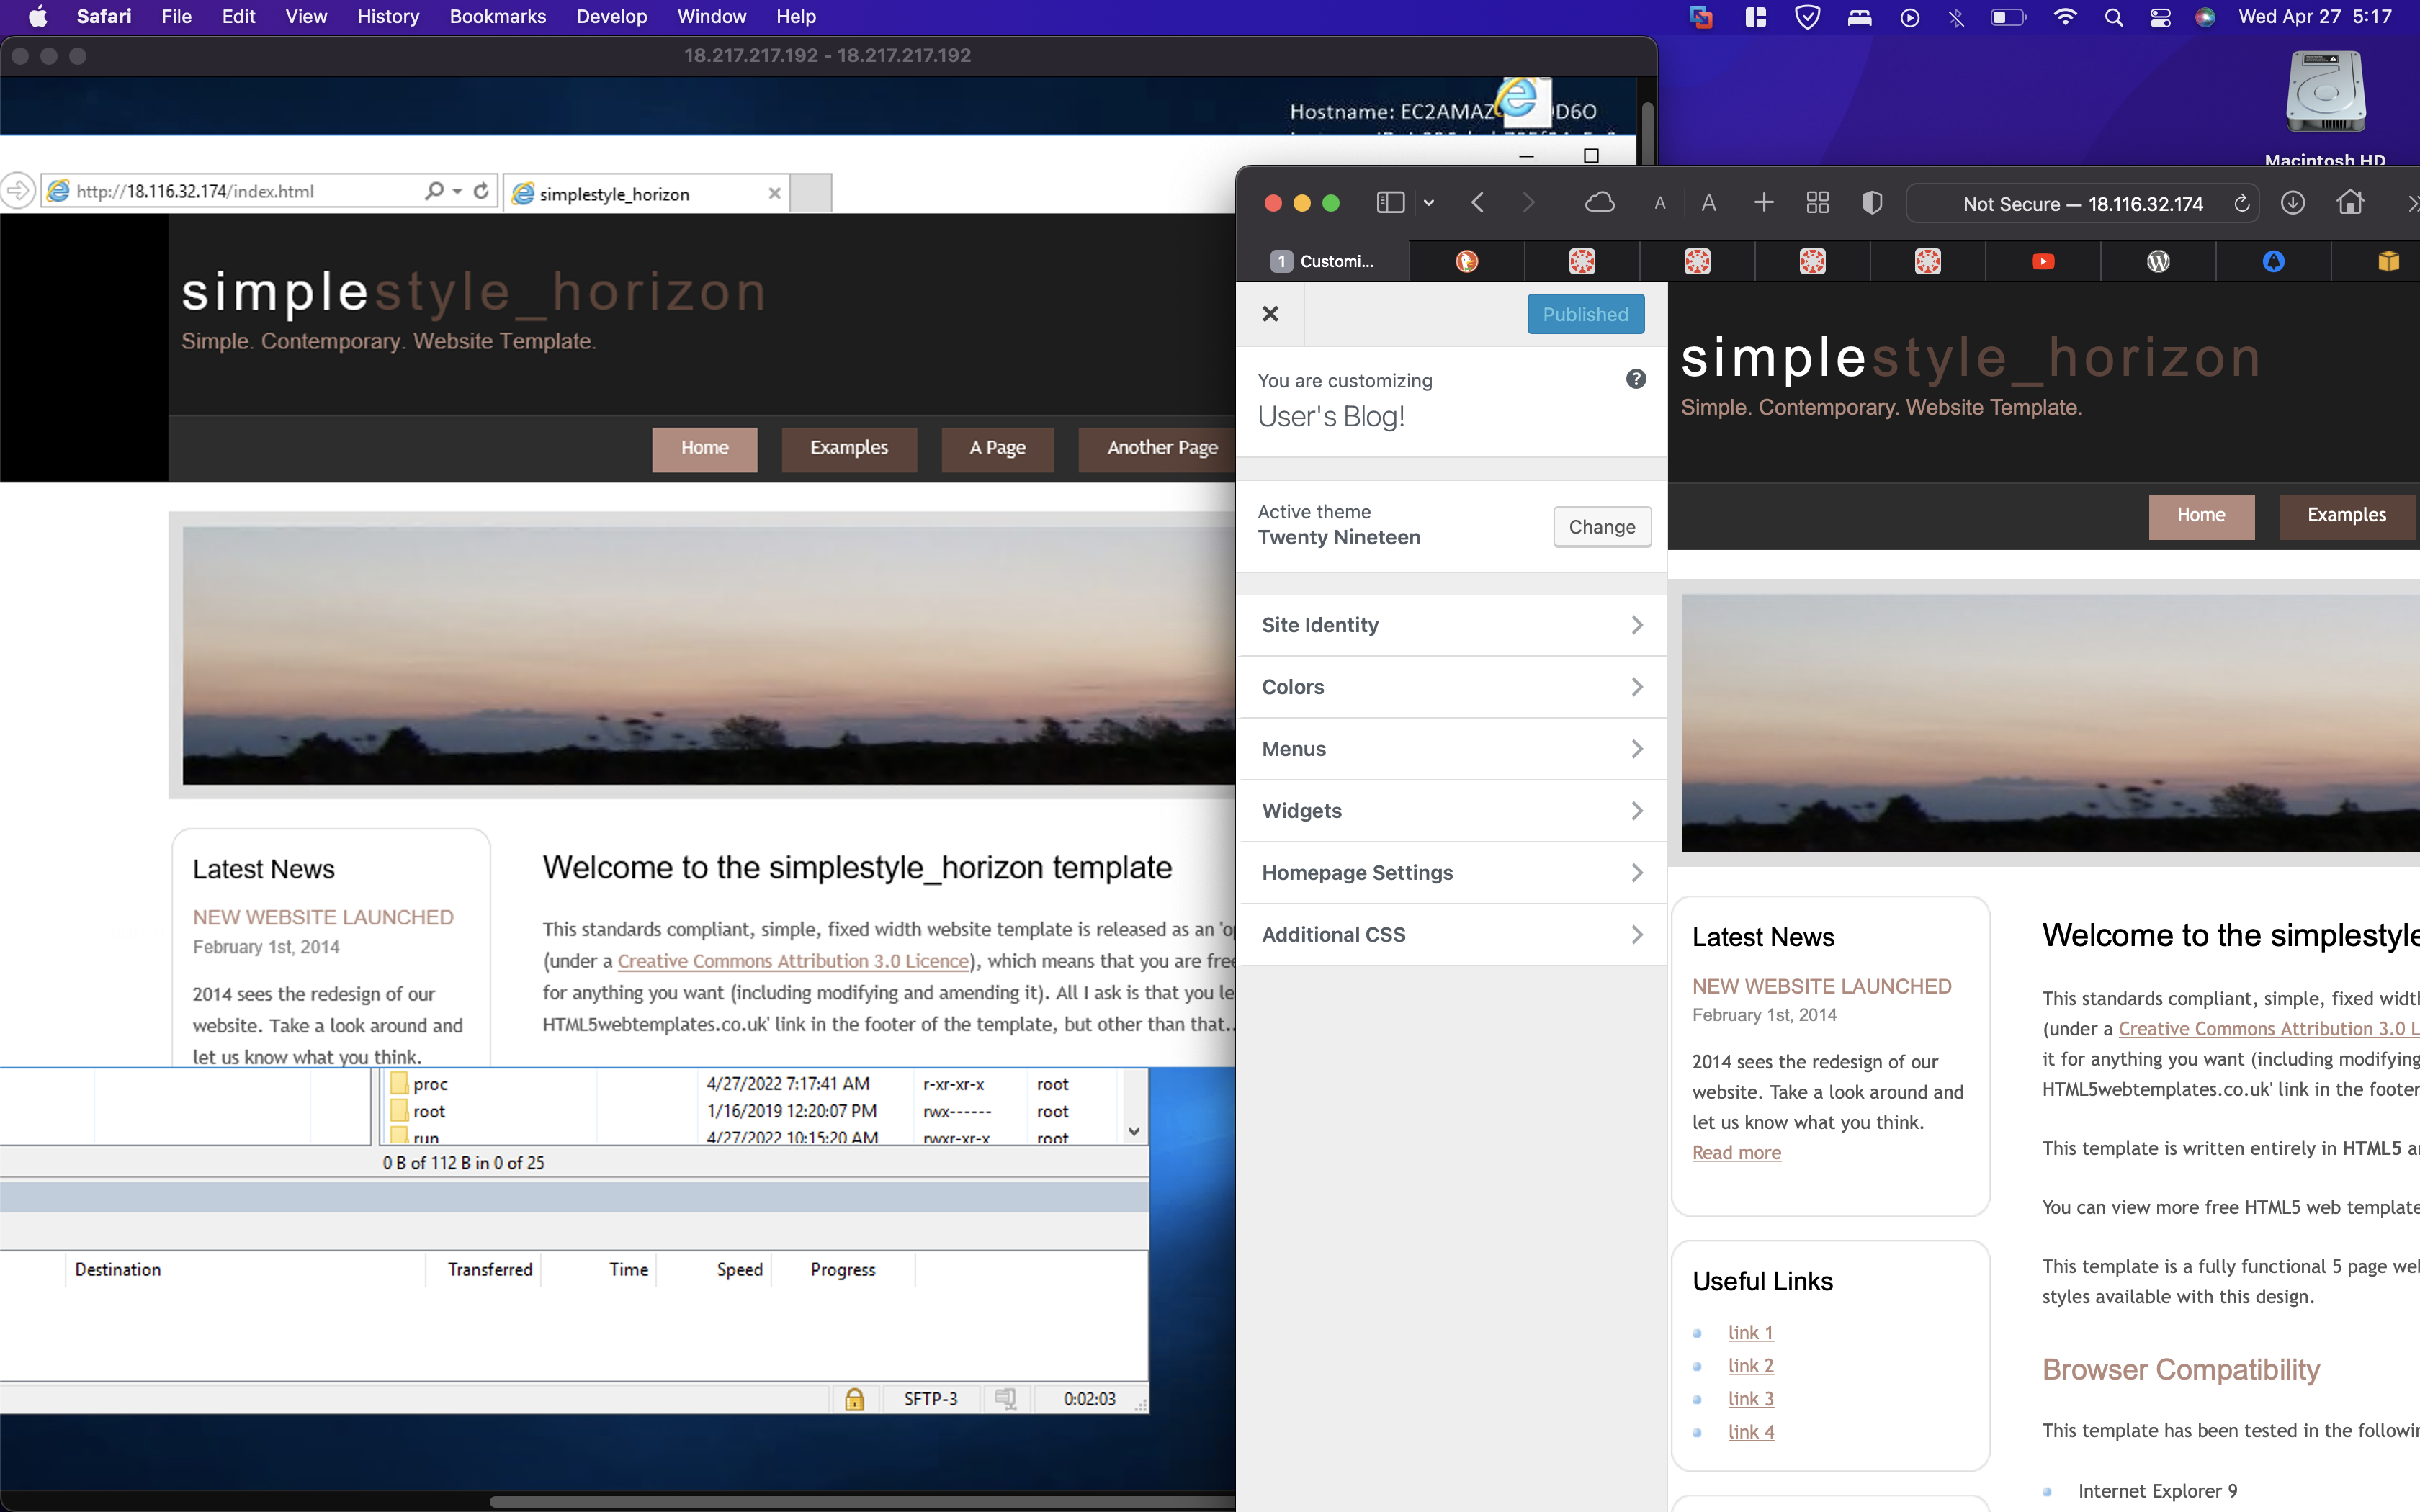 Safari File Edit View History Bookmarks Develop Window Help
Wed Apr 27 5:17
18.217.217.192 - 18.217.217.192
Hostname: EC2AMAZ
D6O
http://18.116.32.174/index.html
simplestyle_horizon
simplestyle_horizon
Simple. Contemporary. Website Template.
Home Examples A Page Another Page
Latest News
NEW WEBSITE LAUNCHED
February 1st, 2014
2014 sees the redesign of our
website. Take a look around and
let us know what you think.
Welcome to the simplestyle_horizon template
This standards compliant, simple, fixed width website template is released as an
(under a Creative Commons Attribution 3.0 Licence), which means that you are free
for anything you want (including modifying and amending it). All I ask is that you le
HTML5webtemplates.co.uk' link in the footer of the template, but other than that..
proc 4/27/2022 7:17:41 AM r-xr-xr-x root
root 1/16/2019 12:20:07 PM rwx------ root
run 4/27/2022 10:15:20 AM rwxr-xr-x root
0 B of 112 B in 0 of 25
Destination Transferred Time Speed Progress
SFTP-3 0:02:03
Macintosh HD
A A
Not Secure — 18.116.32.174
1 Customi...
Published
You are customizing
User's Blog!
Active theme
Twenty Nineteen
Change
Site Identity
Colors
Menus
Widgets
Homepage Settings
Additional CSS
simplestyle_horizon
Simple. Contemporary. Website Template.
Home Examples
Latest News
NEW WEBSITE LAUNCHED
February 1st, 2014
2014 sees the redesign of our
website. Take a look around and
let us know what you think.
Read more
Useful Links
link 1
link 2
link 3
link 4
Welcome to the simplestyle
This standards compliant, simple, fixed widt
(under a Creative Commons Attribution 3.0 L
it for anything you want (including modifying
HTML5webtemplates.co.uk' link in the footer
This template is written entirely in HTML5 a
You can view more free HTML5 web template
This template is a fully functional 5 page we
styles available with this design.
Browser Compatibility
This template has been tested in the followi
Internet Explorer 9